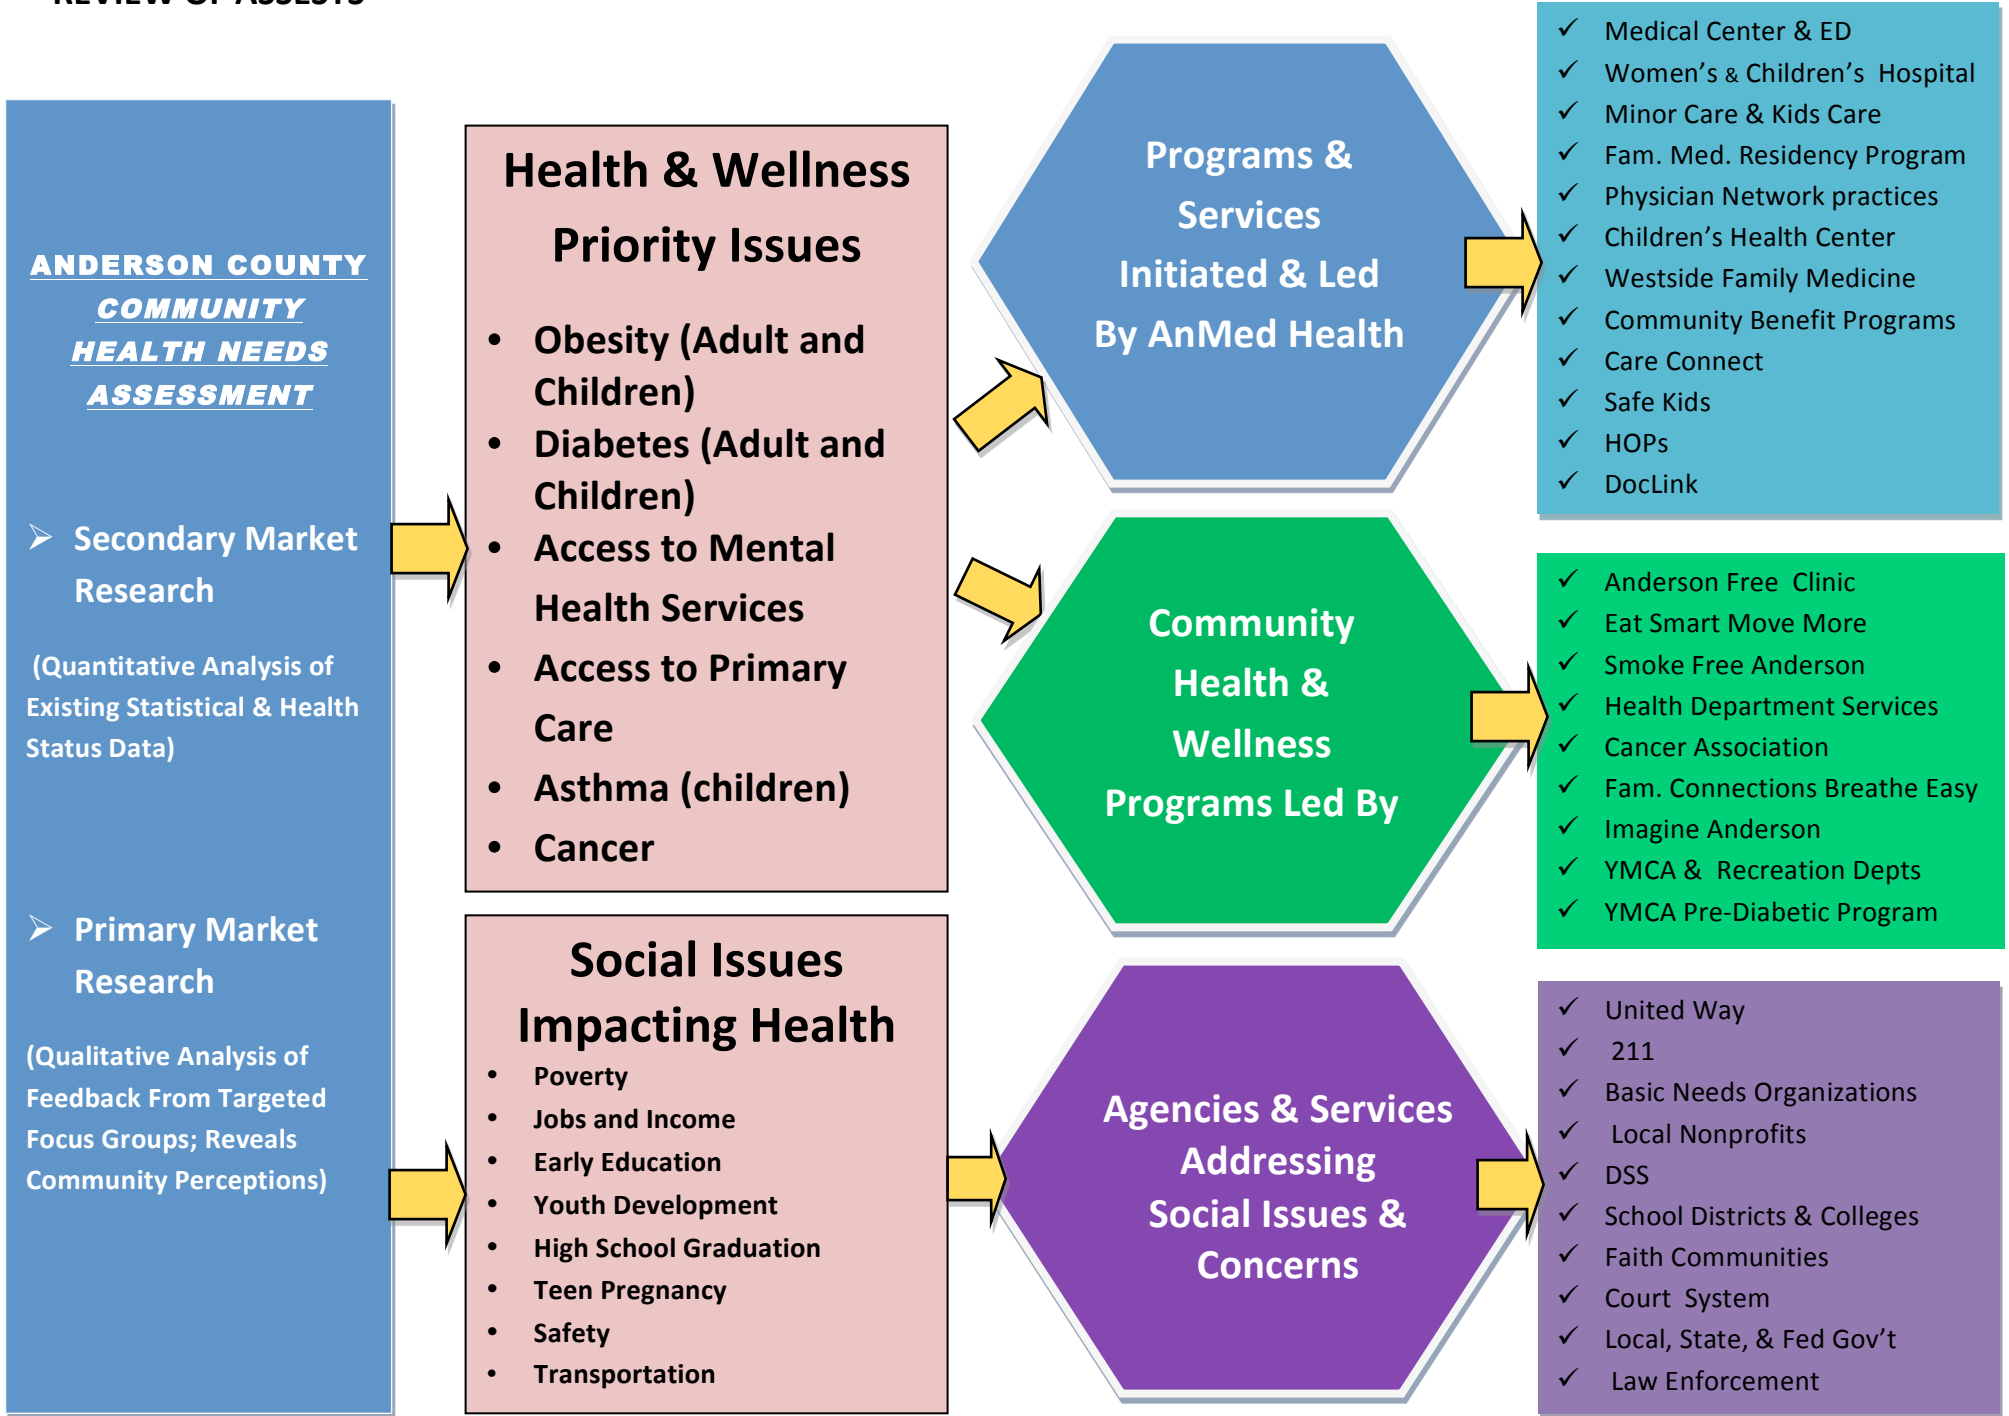 REVIEW OF ASSESTS
ANDERSON COUNTY
COMMUNITY
HEALTH NEEDS
ASSESSMENT
➢ Secondary Market
Research
(Quantitative Analysis of
Existing Statistical & Health
Status Data)
➢ Primary Market
Research
(Qualitative Analysis of
Feedback From Targeted
Focus Groups; Reveals
Community Perceptions)
Health & Wellness
Priority Issues
• Obesity (Adult and
Children)
• Diabetes (Adult and
Children)
• Access to Mental
Health Services
• Access to Primary
Care
• Asthma (children)
• Cancer
Social Issues
Impacting Health
• Poverty
• Jobs and Income
• Early Education
• Youth Development
• High School Graduation
• Teen Pregnancy
• Safety
• Transportation
Programs &
Services
Initiated & Led
By AnMed Health
Community
Health &
Wellness
Programs Led By
Agencies & Services
Addressing
Social Issues &
Concerns
✓ Medical Center & ED
✓ Women's & Children's Hospital
✓ Minor Care & Kids Care
✓ Fam. Med. Residency Program
✓ Physician Network practices
✓ Children's Health Center
✓ Westside Family Medicine
✓ Community Benefit Programs
✓ Care Connect
✓ Safe Kids
✓ HOPs
✓ DocLink
✓ Anderson Free Clinic
✓ Eat Smart Move More
✓ Smoke Free Anderson
✓ Health Department Services
✓ Cancer Association
✓ Fam. Connections Breathe Easy
✓ Imagine Anderson
✓ YMCA & Recreation Depts
✓ YMCA Pre-Diabetic Program
✓ United Way
✓ 211
✓ Basic Needs Organizations
✓ Local Nonprofits
✓ DSS
✓ School Districts & Colleges
✓ Faith Communities
✓ Court System
✓ Local, State, & Fed Gov't
✓ Law Enforcement